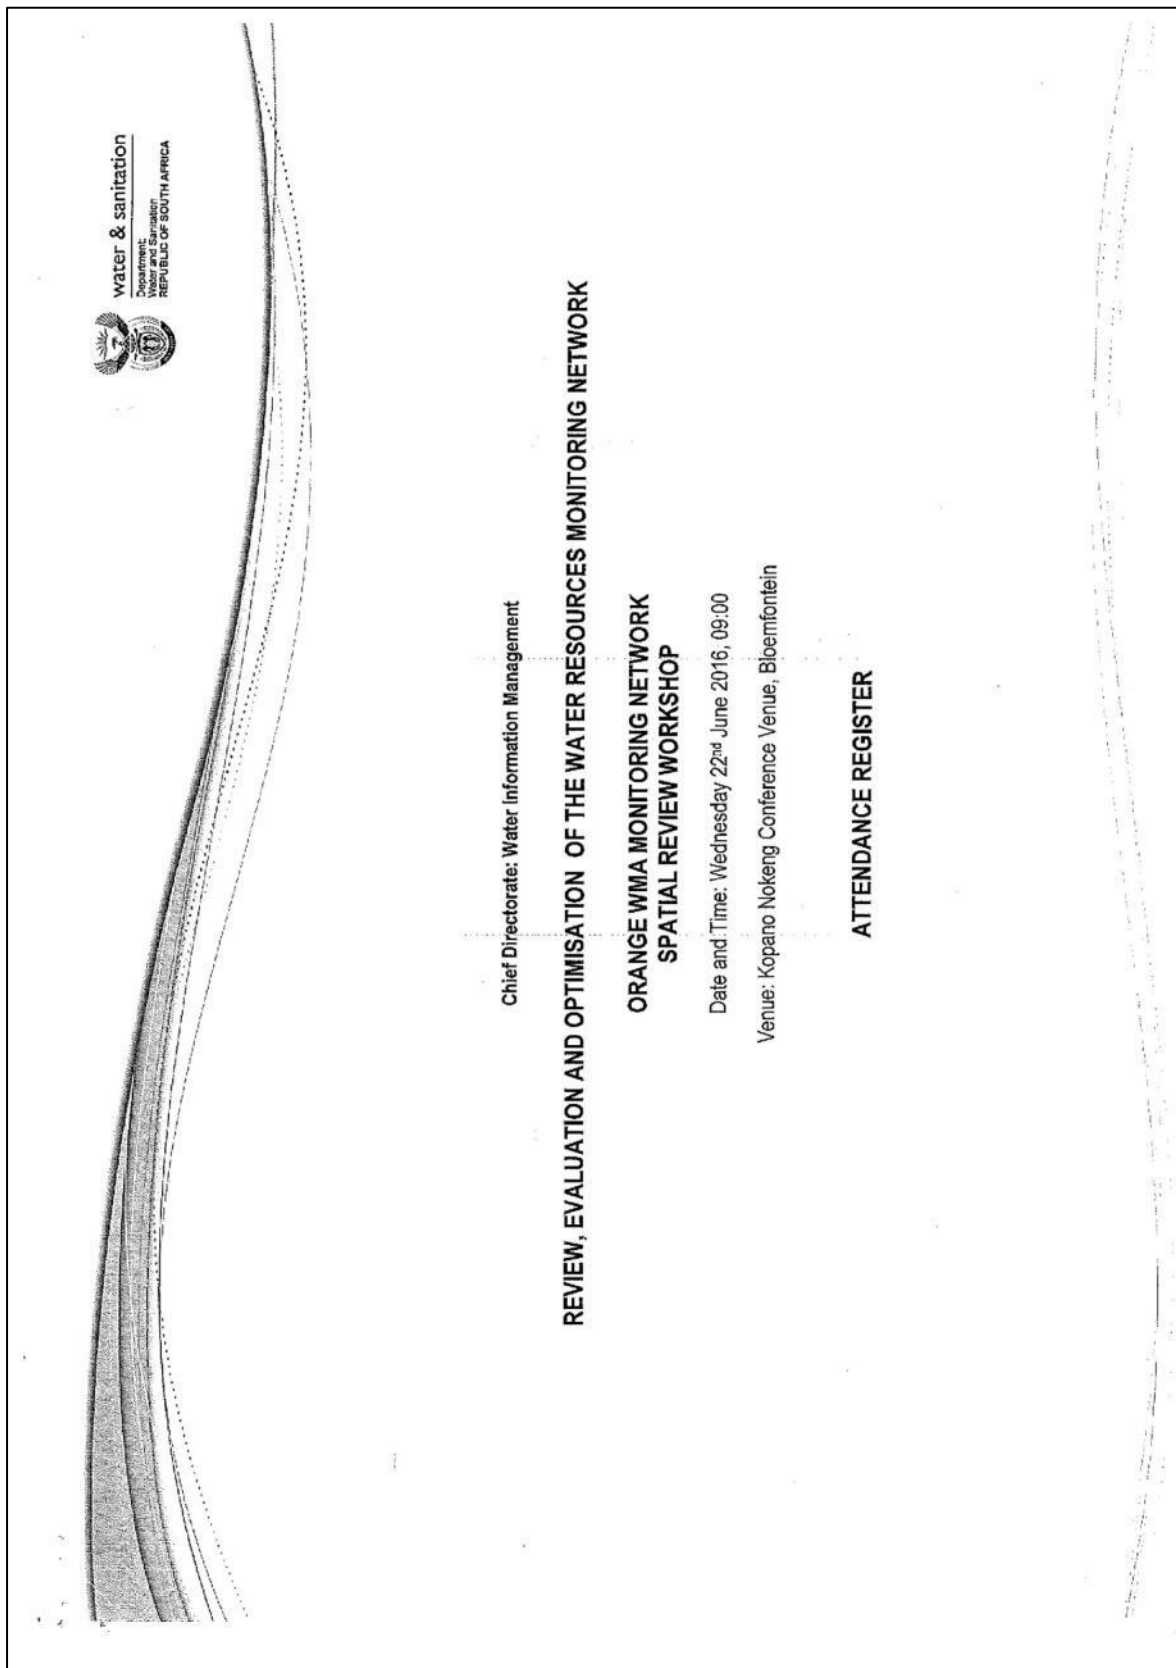 water & sanitation
Department:
Water and Sanitation
REPUBLIC OF SOUTH AFRICA
Chief Directorate: Water Information Management
REVIEW, EVALUATION AND OPTIMISATION OF THE WATER RESOURCES MONITORING NETWORK
ORANGE WMA MONITORING NETWORK
SPATIAL REVIEW WORKSHOP
Date and Time: Wednesday 22nd June 2016, 09:00
Venue: Kopano Nokeng Conference Venue, Bloemfontein
ATTENDANCE REGISTER